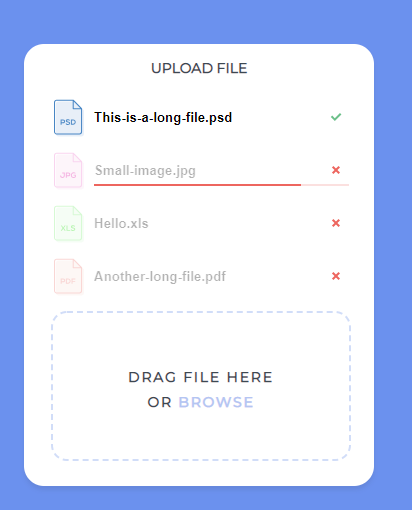 UPLOAD FILE
PSD
This-is-a-long-file.psd
JPG
Small-image.jpg
XLS
Hello.xls
PDF
Another-long-file.pdf
DRAG FILE HERE
OR BROWSE